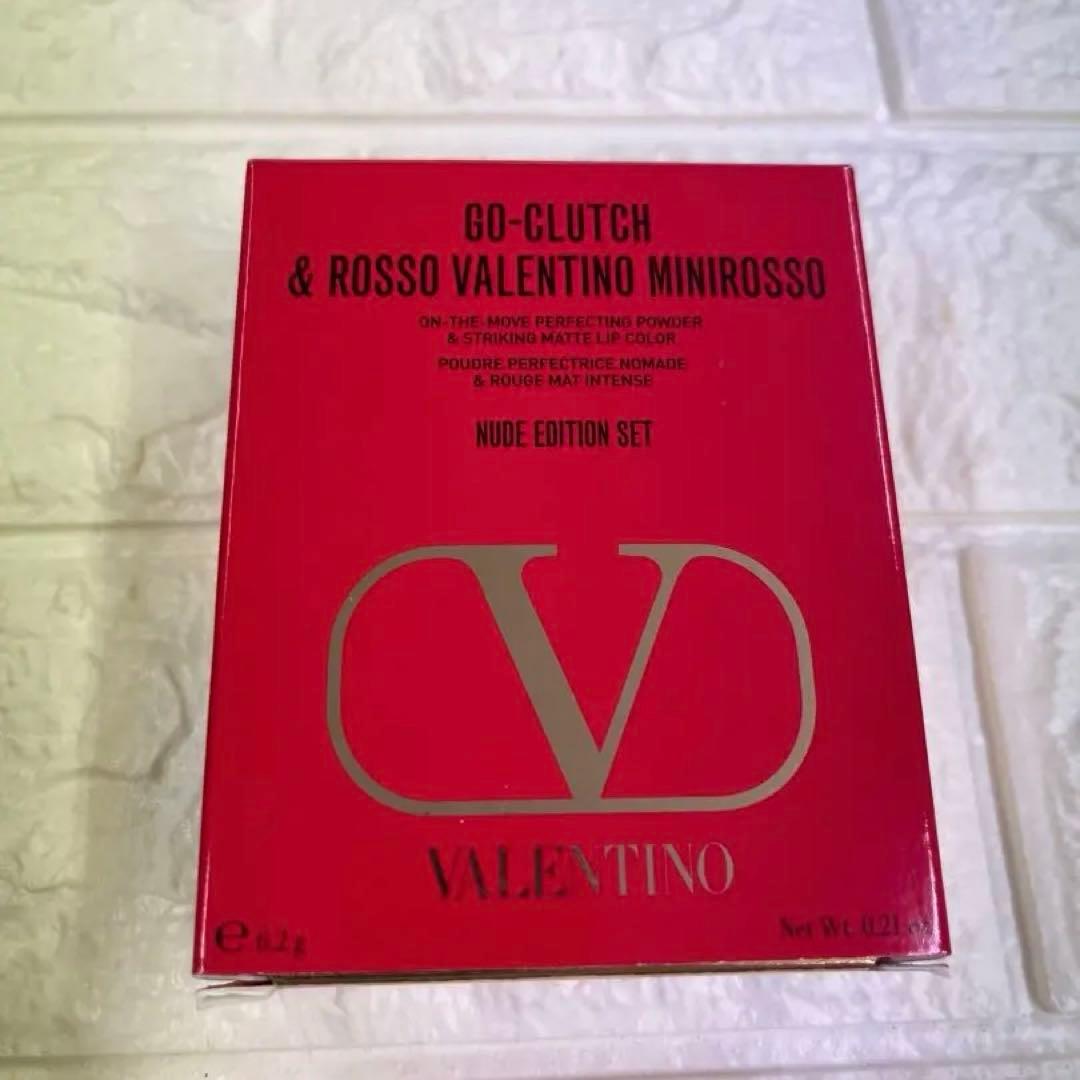 GO-CLUTCH
& ROSSO VALENTINO MINIROSSO
ON-THE-MOVE PERFECTING POWDER
& STRIKING MATTE LIP COLOR
POUDRE PERFECTRICE NOMADE
& ROUGE MAT INTENSE
NUDE EDITION SET
V
VALENTINO
℮ 6.2 g
Net Wt. 0.21 oz